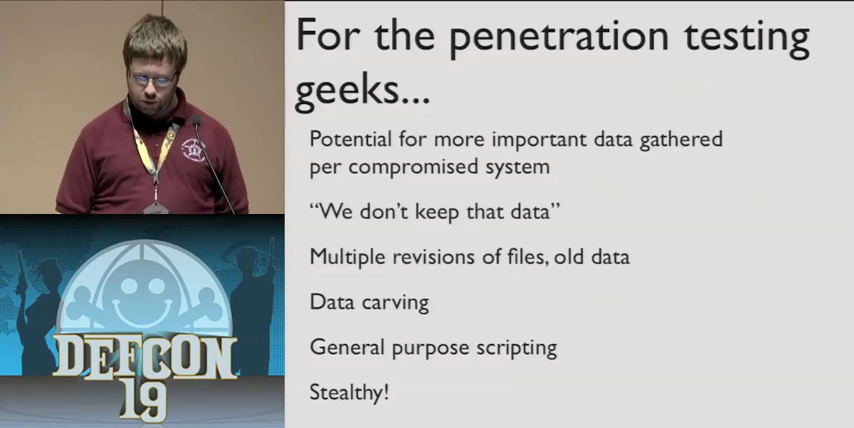 For the penetration testing
geeks...
Potential for more important data gathered
per compromised system
“We don’t keep that data”
Multiple revisions of files, old data
Data carving
General purpose scripting
Stealthy!
DEFCON
19